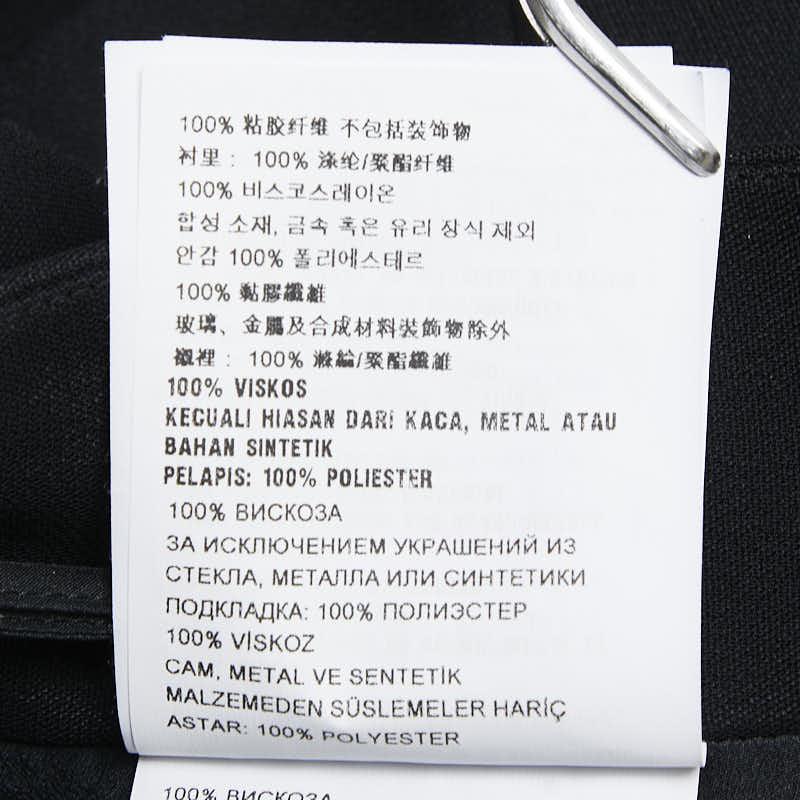 100% 粘胶纤维 不包括装饰物
衬里： 100% 涤纶/聚酯纤维
100% 비스코스레이온
합성 소재, 금속 혹은 유리 장식 제외
안감 100% 폴리에스테르
100% 黏膠纖維
玻璃、金屬及合成材料裝飾物除外
襯裡： 100% 滌綸/聚酯纖維
100% VISKOS
KECUALI HIASAN DARI KACA, METAL ATAU
BAHAN SINTETIK
PELAPIS: 100% POLIESTER
100% ВИСКОЗА
ЗА ИСКЛЮЧЕНИЕМ УКРАШЕНИЙ ИЗ
СТЕКЛА, МЕТАЛЛА ИЛИ СИНТЕТИКИ
ПОДКЛАДКА: 100% ПОЛИЭСТЕР
100% VİSKOZ
CAM, METAL VE SENTETİK
MALZEMEDEN SÜSLEMELER HARİÇ
ASTAR: 100% POLYESTER
100% ВИСКОЗА